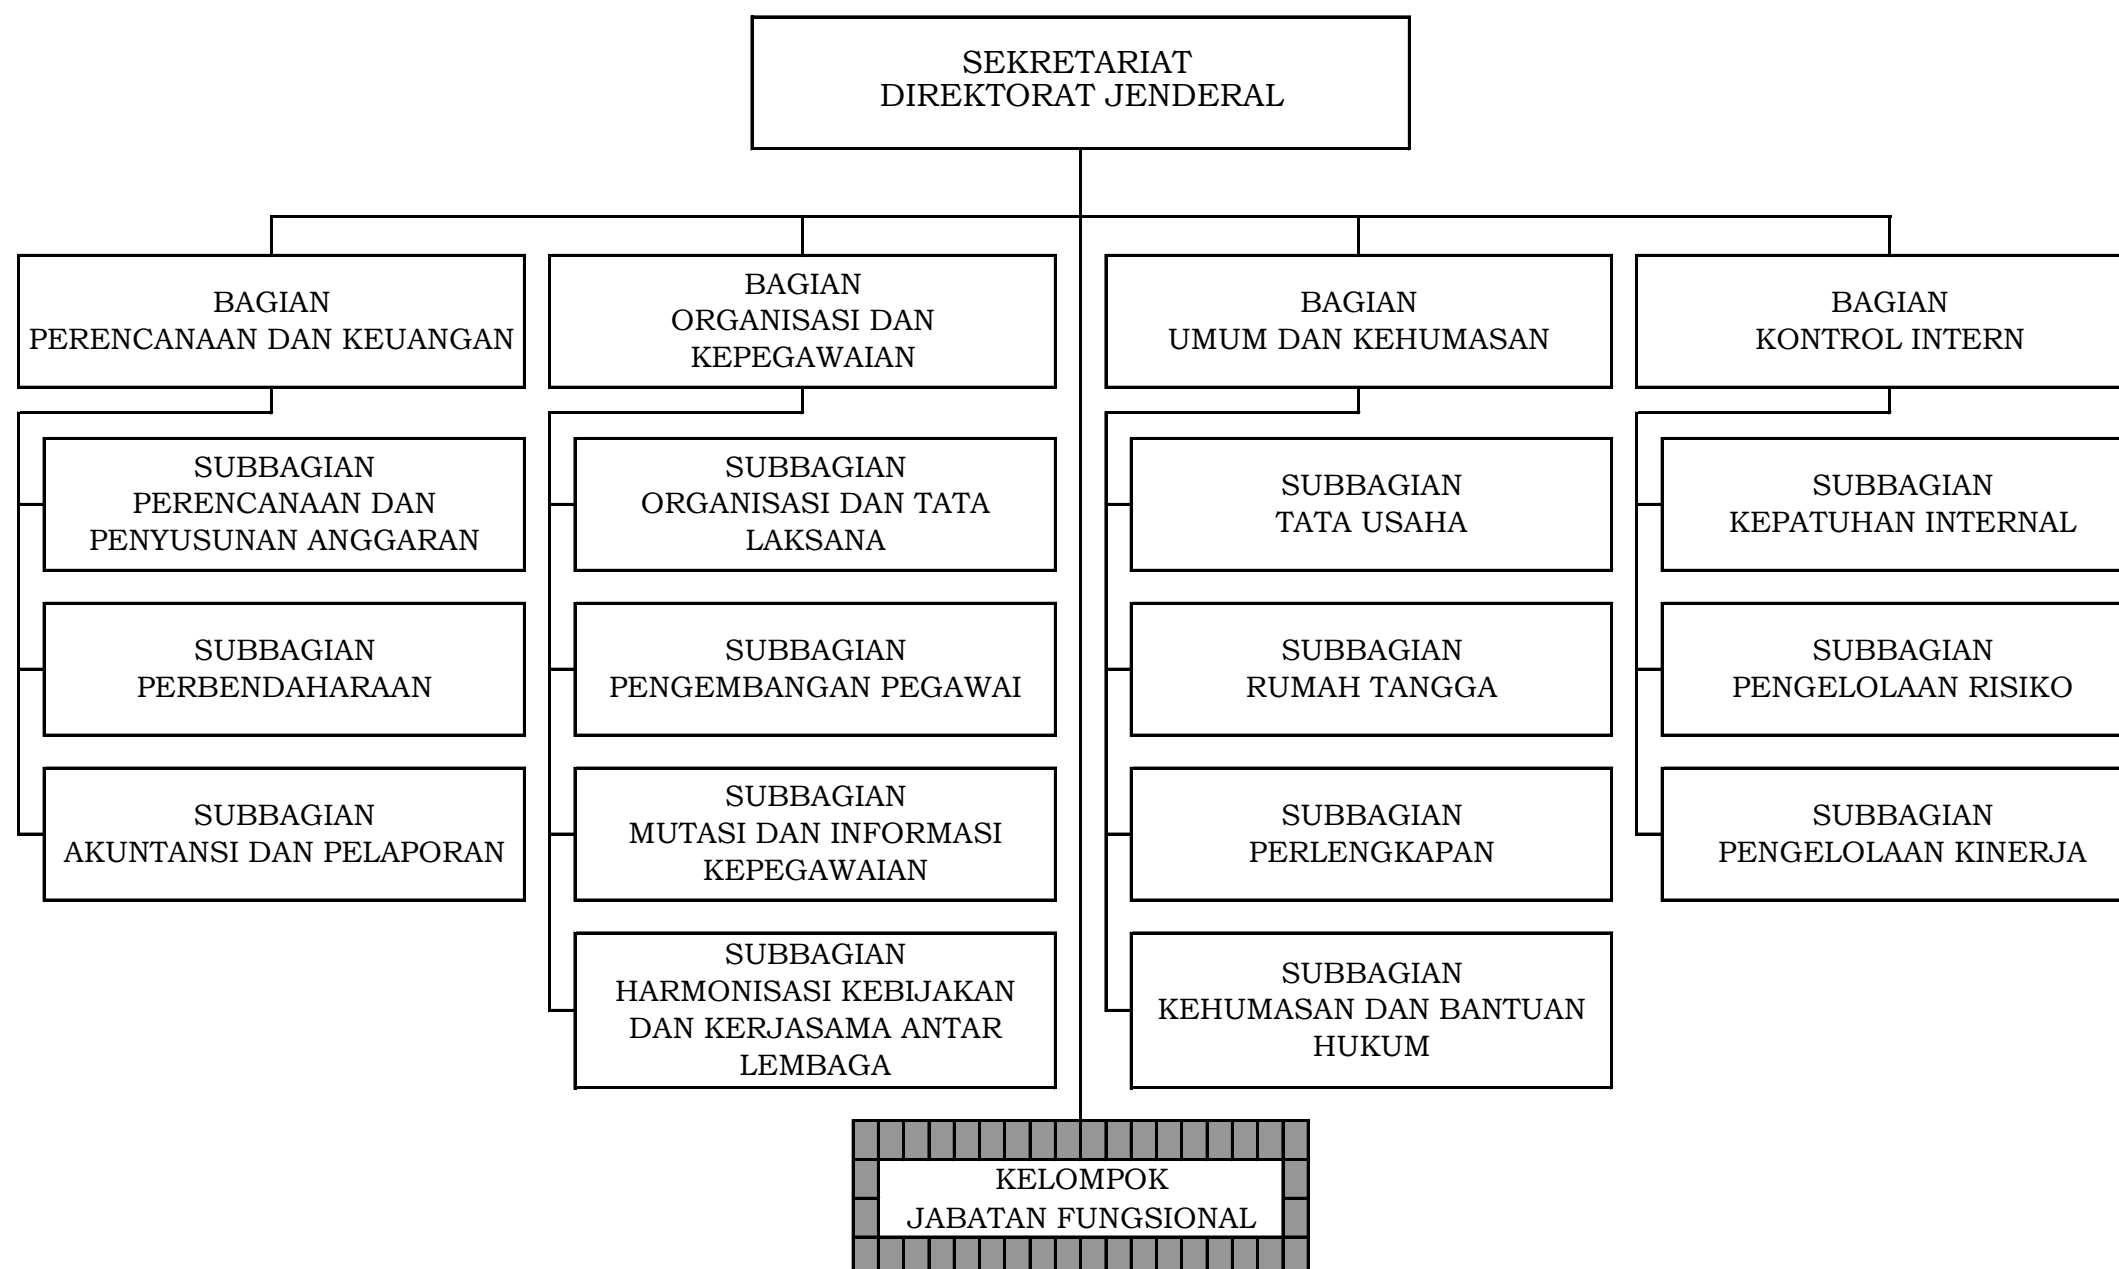 SEKRETARIAT
DIREKTORAT JENDERAL
BAGIAN
PERENCANAAN DAN KEUANGAN
BAGIAN
ORGANISASI DAN
KEPEGAWAIAN
BAGIAN
UMUM DAN KEHUMASAN
BAGIAN
KONTROL INTERN
SUBBAGIAN
PERENCANAAN DAN
PENYUSUNAN ANGGARAN
SUBBAGIAN
ORGANISASI DAN TATA
LAKSANA
SUBBAGIAN
TATA USAHA
SUBBAGIAN
KEPATUHAN INTERNAL
SUBBAGIAN
PERBENDAHARAAN
SUBBAGIAN
PENGEMBANGAN PEGAWAI
SUBBAGIAN
RUMAH TANGGA
SUBBAGIAN
PENGELOLAAN RISIKO
SUBBAGIAN
AKUNTANSI DAN PELAPORAN
SUBBAGIAN
MUTASI DAN INFORMASI
KEPEGAWAIAN
SUBBAGIAN
PERLENGKAPAN
SUBBAGIAN
PENGELOLAAN KINERJA
SUBBAGIAN
HARMONISASI KEBIJAKAN
DAN KERJASAMA ANTAR
LEMBAGA
SUBBAGIAN
KEHUMASAN DAN BANTUAN
HUKUM
KELOMPOK
JABATAN FUNGSIONAL